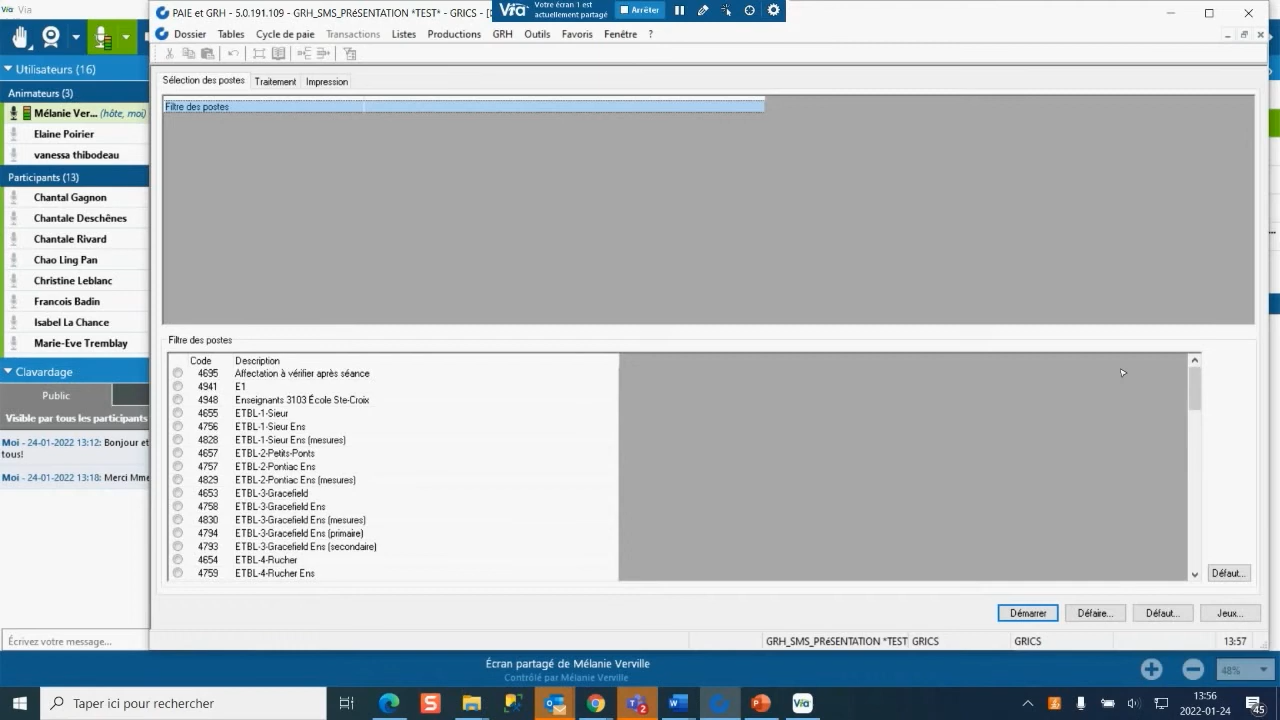 Via
PAIE et GRH - 5.0.191.109 - GRH_SMS_PRéSENTATION *TEST* - GRICS - [
Via
Votre écran 1 est
actuellement partagé
Arrêter
Dossier Tables Cycle de paie Transactions Listes Productions GRH Outils Favoris Fenêtre ?
Utilisateurs (16)
Animateurs (3)
Mélanie Ver... (hôte, moi)
Elaine Poirier
vanessa thibodeau
Participants (13)
Chantal Gagnon
Chantale Deschênes
Chantale Rivard
Chao Ling Pan
Christine Leblanc
Francois Badin
Isabel La Chance
Marie-Eve Tremblay
Clavardage
Public
Visible par tous les participants
Moi - 24-01-2022 13:12: Bonjour et
tous!
Moi - 24-01-2022 13:18: Merci Mme
Écrivez votre message...
Sélection des postes Traitement Impression
Filtre des postes
Filtre des postes
Code Description
4695 Affectation à vérifier après séance
4941 E1
4948 Enseignants 3103 École Ste-Croix
4655 ETBL-1-Sieur
4756 ETBL-1-Sieur Ens
4828 ETBL-1-Sieur Ens (mesures)
4657 ETBL-2-Petits-Ponts
4757 ETBL-2-Pontiac Ens
4829 ETBL-2-Pontiac Ens (mesures)
4653 ETBL-3-Gracefield
4758 ETBL-3-Gracefield Ens
4830 ETBL-3-Gracefield Ens (mesures)
4794 ETBL-3-Gracefield Ens (primaire)
4793 ETBL-3-Gracefield Ens (secondaire)
4654 ETBL-4-Rucher
4759 ETBL-4-Rucher Ens
Défaut...
Démarrer Défaire... Défaut... Jeux...
GRH_SMS_PRéSENTATION *TEST GRICS GRICS 13:57
Écran partagé de Mélanie Verville
Contrôlé par Mélanie Verville
48%
Taper ici pour rechercher
13:56
2022-01-24
45